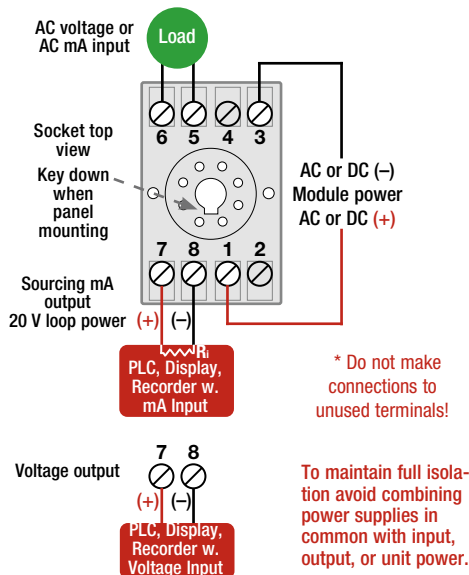 AC voltage or
AC mA input
Load
6 5 4 3
Socket top
view
Key down
when
panel
mounting
AC or DC (–)
Module power
AC or DC (+)
7 8 1 2
Sourcing mA
output
20 V loop power
(+) (–)
Ri
PLC, Display,
Recorder w.
mA Input
* Do not make
connections to
unused terminals!
7 8
Voltage output
(+) (–)
PLC, Display,
Recorder w.
Voltage Input
To maintain full isola-
tion avoid combining
power supplies in
common with input,
output, or unit power.